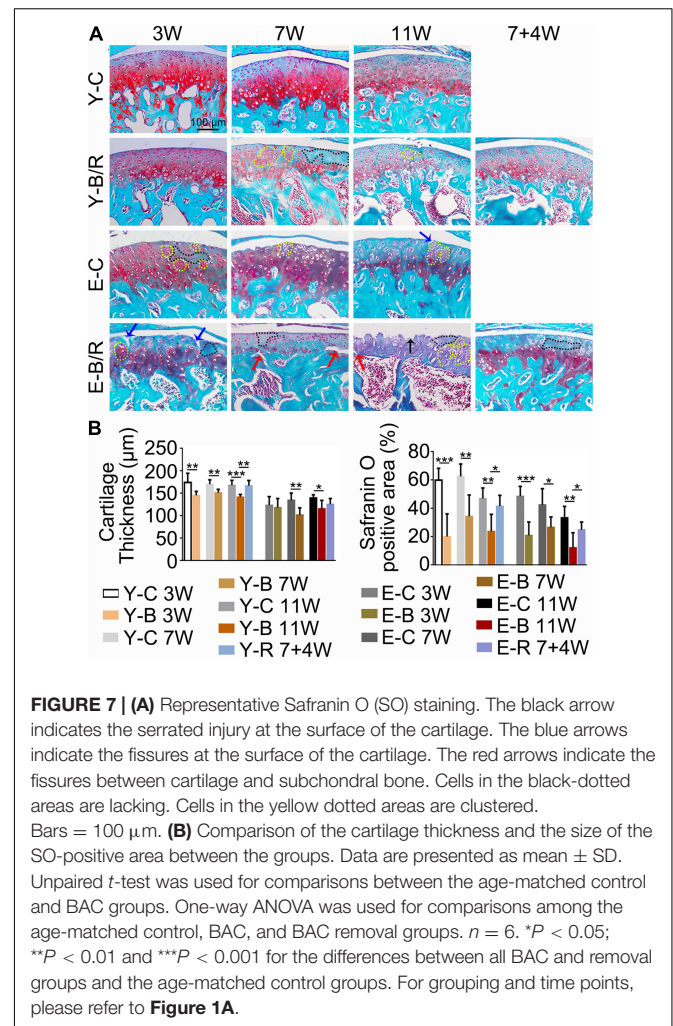 A
3W
7W
11W
7+4W
Y-C
100 μm
Y-B/R
E-C
E-B/R
B
Cartilage
Thickness (μm)
250
200
150
100
50
0
**
**
***
**
**
*
Safranin O
positive area (%)
80
60
40
20
0
***
**
**
*
***
*
**
*
Y-C 3W
Y-B 3W
Y-C 7W
Y-B 7W
Y-C 11W
Y-B 11W
Y-R 7+4W
E-C 3W
E-B 3W
E-C 7W
E-B 7W
E-C 11W
E-B 11W
E-R 7+4W
FIGURE 7 | (A) Representative Safranin O (SO) staining. The black arrow
indicates the serrated injury at the surface of the cartilage. The blue arrows
indicate the fissures at the surface of the cartilage. The red arrows indicate the
fissures between cartilage and subchondral bone. Cells in the black-dotted
areas are lacking. Cells in the yellow dotted areas are clustered.
Bars = 100 μm. (B) Comparison of the cartilage thickness and the size of the
SO-positive area between the groups. Data are presented as mean ± SD.
Unpaired t-test was used for comparisons between the age-matched control
and BAC groups. One-way ANOVA was used for comparisons among the
age-matched control, BAC, and BAC removal groups. n = 6. *P < 0.05;
**P < 0.01 and ***P < 0.001 for the differences between all BAC and removal
groups and the age-matched control groups. For grouping and time points,
please refer to Figure 1A.